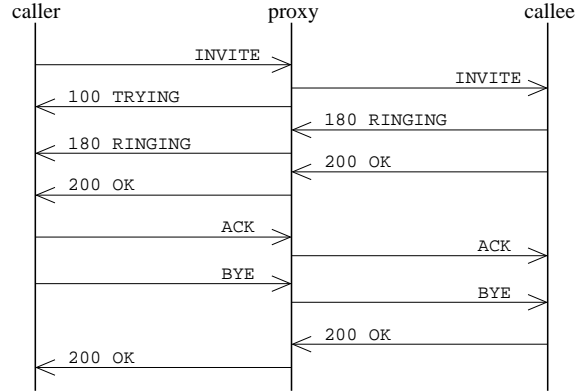 caller proxy callee
INVITE
INVITE
100 TRYING
180 RINGING
180 RINGING
200 OK
200 OK
ACK
ACK
BYE
BYE
200 OK
200 OK